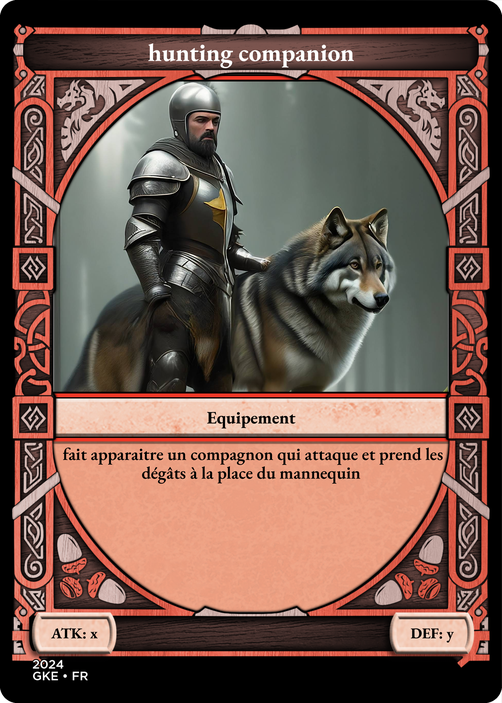 hunting companion
Equipement
fait apparaitre un compagnon qui attaque et prend les
dégâts à la place du mannequin
ATK: x
DEF: y
2024
GKE • FR